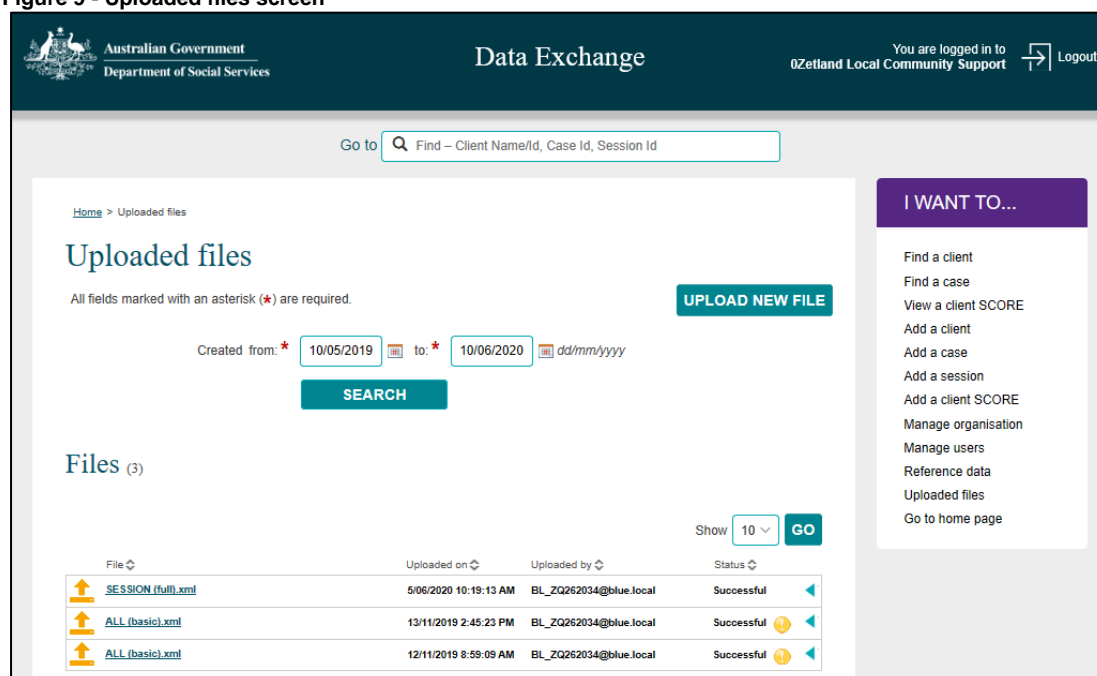 Figure 5 - Uploaded files screen
Australian Government
Department of Social Services
Data Exchange
You are logged in to
0Zetland Local Community Support
Logout
Go to
Find – Client Name/Id, Case Id, Session Id
Home > Uploaded files
Uploaded files
All fields marked with an asterisk (*) are required.
UPLOAD NEW FILE
Created from: * 10/05/2019 to: * 10/06/2020 dd/mm/yyyy
SEARCH
Files (3)
Show 10 GO
File Uploaded on Uploaded by Status
SESSION (full).xml 5/06/2020 10:19:13 AM BL_ZQ262034@blue.local Successful
ALL (basic).xml 13/11/2019 2:45:23 PM BL_ZQ262034@blue.local Successful
ALL (basic).xml 12/11/2019 8:59:09 AM BL_ZQ262034@blue.local Successful
I WANT TO...
Find a client
Find a case
View a client SCORE
Add a client
Add a case
Add a session
Add a client SCORE
Manage organisation
Manage users
Reference data
Uploaded files
Go to home page